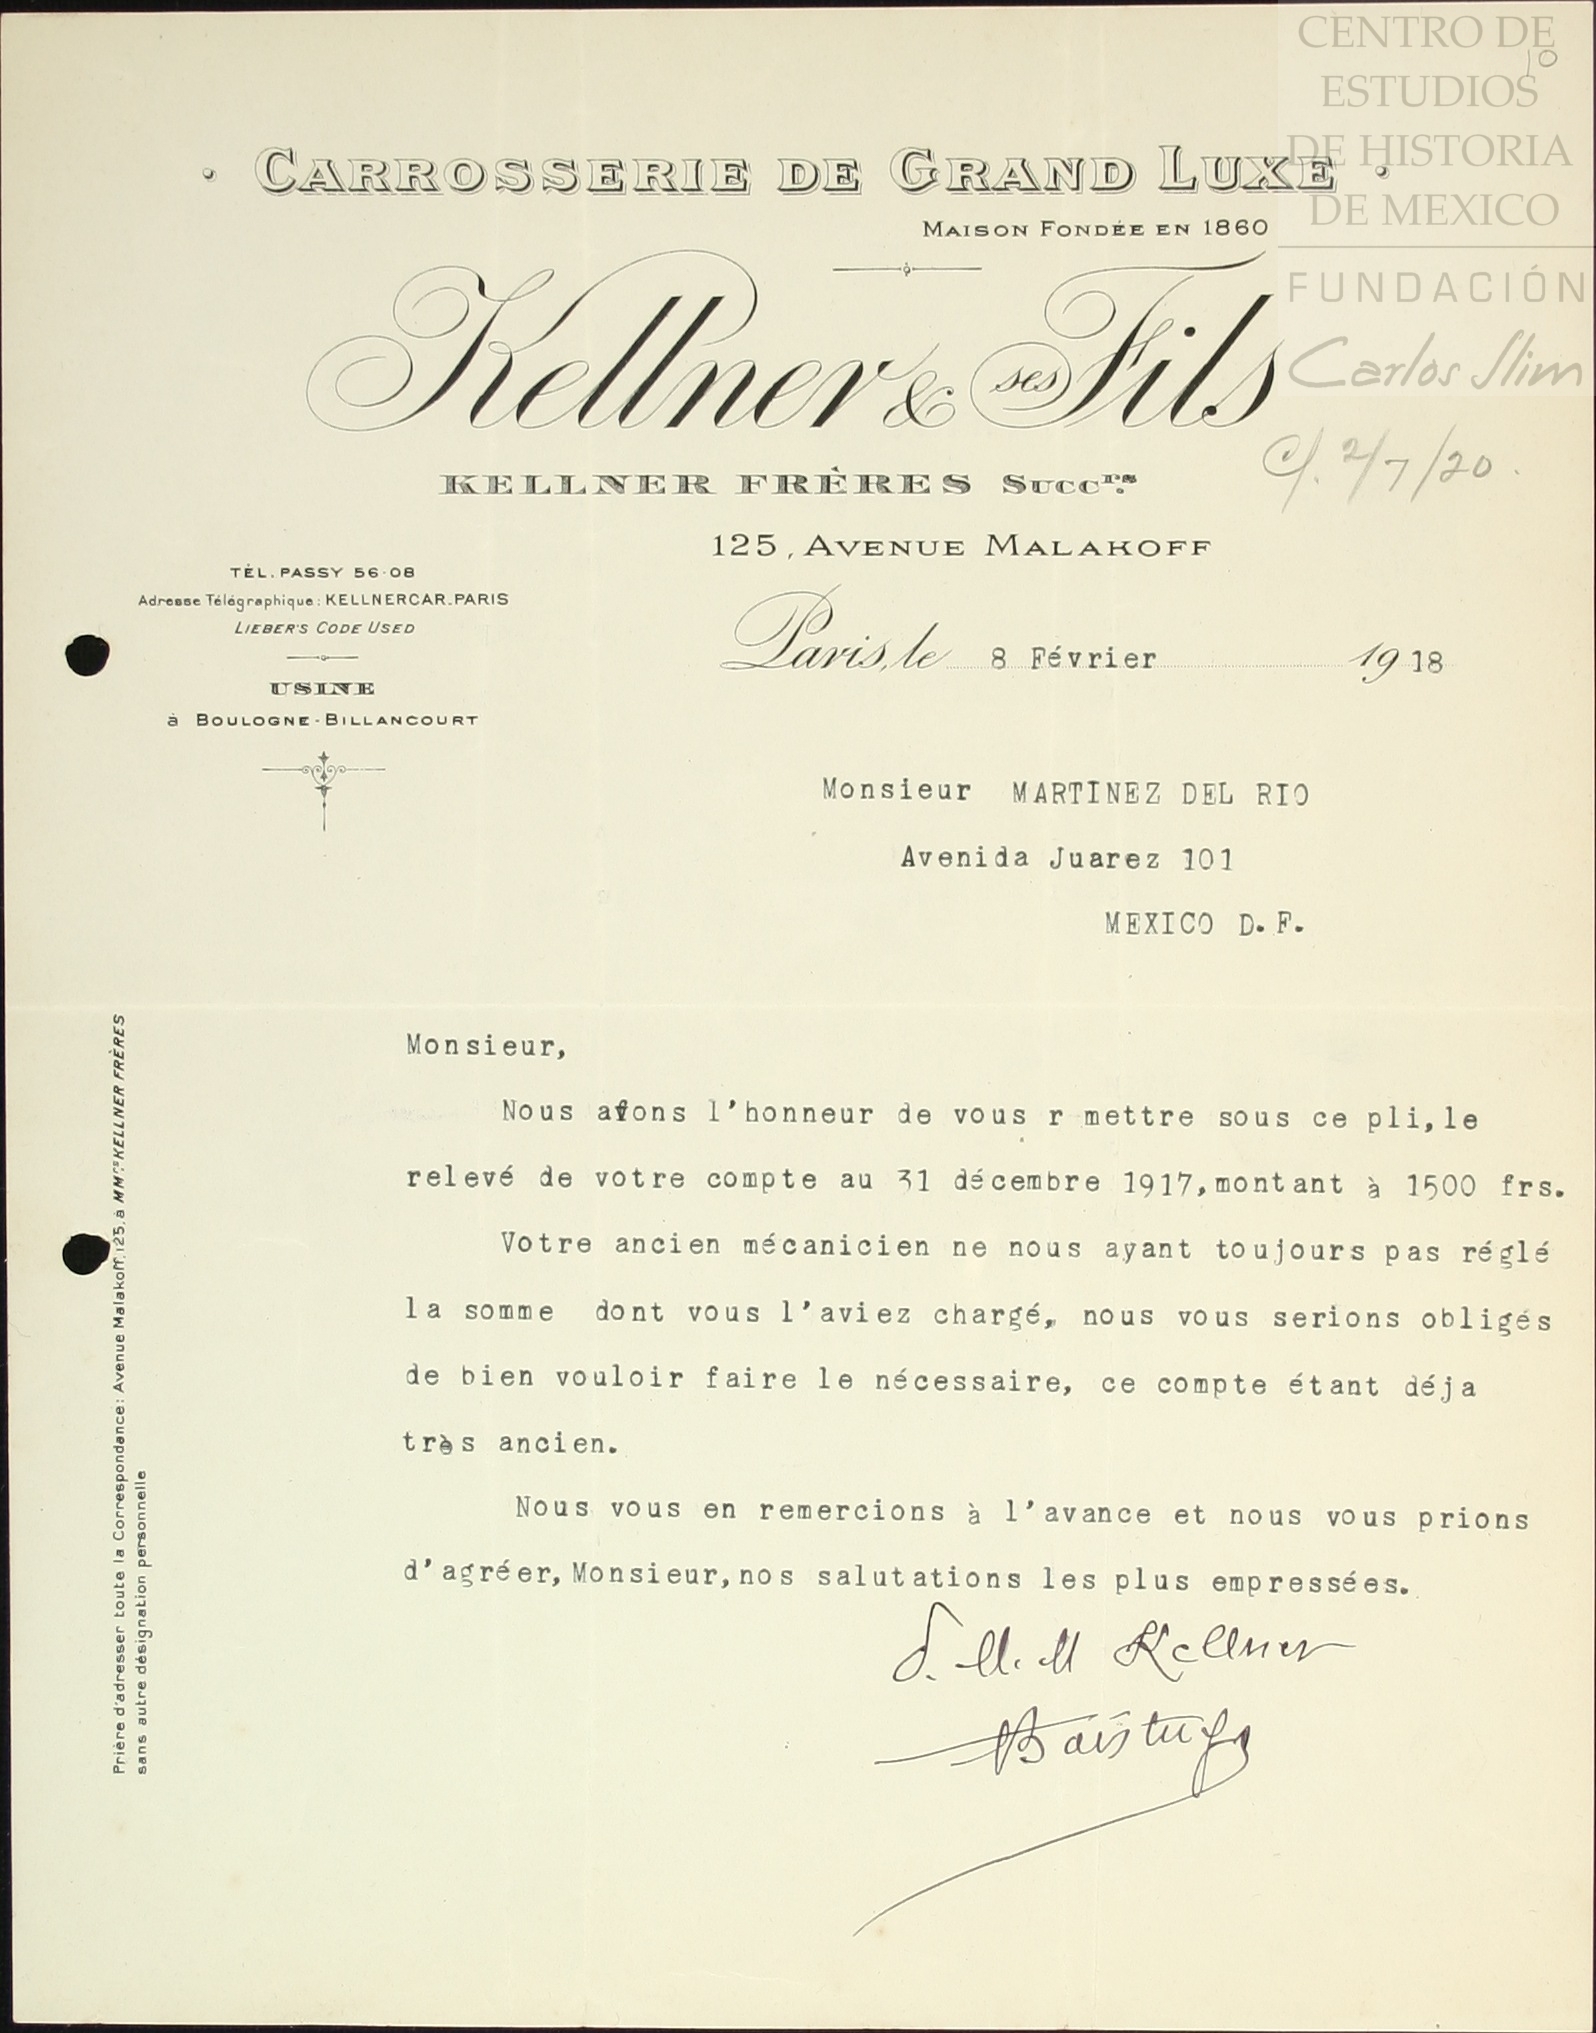 CENTRO DE
ESTUDIOS
DE HISTORIA
DE MEXICO
FUNDACIÓN
Carlos Slim
10
· CARROSSERIE DE GRAND LUXE ·
MAISON FONDÉE EN 1860
Kellner & ses Fils
KELLNER FRÈRES Succrs.
c/. 2/7/20.
125, AVENUE MALAKOFF
TÉL. PASSY 56-08
Adresse Télégraphique: KELLNERCAR-PARIS
LIEBER'S CODE USED
USINE
à BOULOGNE-BILLANCOURT
Paris, le 8 Février 1918
Monsieur MARTINEZ DEL RIO
Avenida Juarez 101
MEXICO D. F.
Monsieur,
Nous avons l'honneur de vous r mettre sous ce pli, le
relevé de votre compte au 31 décembre 1917, montant à 1500 frs.
Votre ancien mécanicien ne nous ayant toujours pas réglé
la somme dont vous l'aviez chargé, nous vous serions obligés
de bien vouloir faire le nécessaire, ce compte étant déja
très ancien.
Nous vous en remercions à l'avance et nous vous prions
d'agréer, Monsieur, nos salutations les plus empressées.
Kellner
Prière d'adresser toute la Correspondance: Avenue Malakoff, 125, à MMrs KELLNER FRÈRES
sans autre désignation personnelle